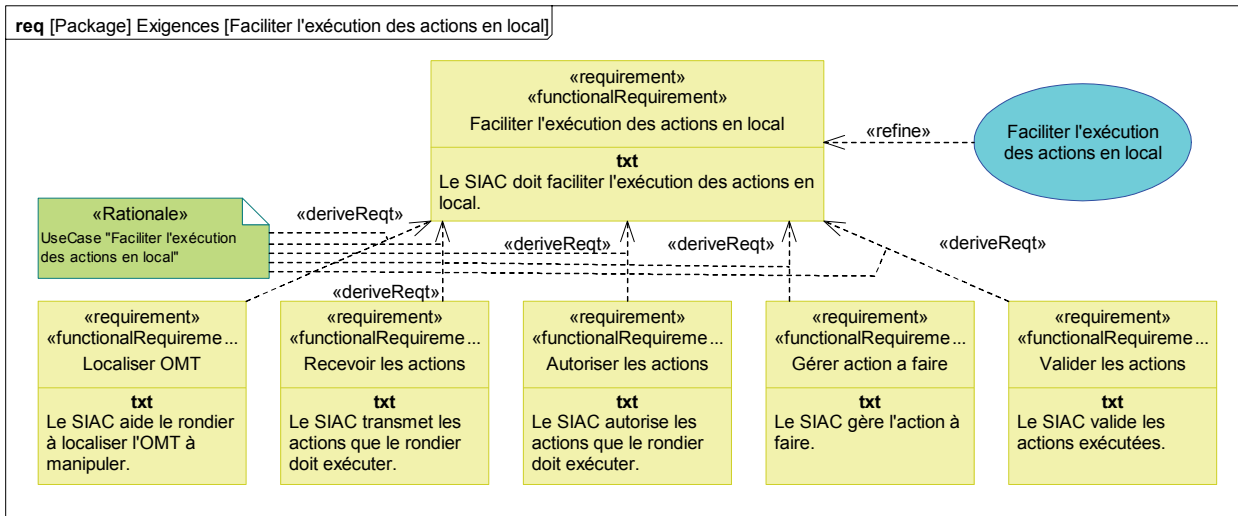 req [Package] Exigences [Faciliter l'exécution des actions en local]
«requirement»
«functionalRequirement»
Faciliter l'exécution des actions en local
txt
Le SIAC doit faciliter l'exécution des actions en
local.
«refine»
Faciliter l'exécution
des actions en local
«Rationale»
UseCase "Faciliter l'exécution
des actions en local"
«deriveReqt»
«deriveReqt»
«deriveReqt»
«deriveReqt»
«deriveReqt»
«requirement»
«functionalRequireme...
Localiser OMT
txt
Le SIAC aide le rondier
à localiser l'OMT à
manipuler.
«requirement»
«functionalRequireme...
Recevoir les actions
txt
Le SIAC transmet les
actions que le rondier
doit exécuter.
«requirement»
«functionalRequireme...
Autoriser les actions
txt
Le SIAC autorise les
actions que le rondier
doit exécuter.
«requirement»
«functionalRequireme...
Gérer action a faire
txt
Le SIAC gère l'action à
faire.
«requirement»
«functionalRequireme...
Valider les actions
txt
Le SIAC valide les
actions exécutées.